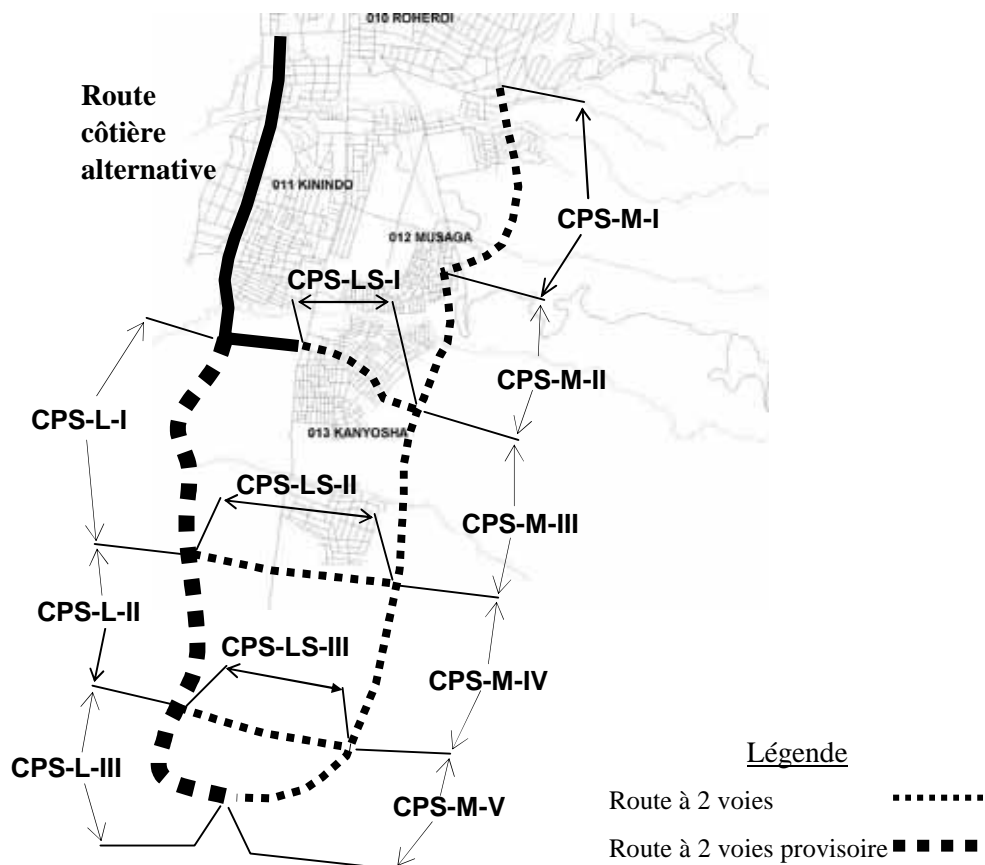 010 ROHEROI
Route
côtière
alternative
011 KININDO
012 MUSAGA
CPS-M-I
CPS-LS-I
CPS-M-II
CPS-L-I
013 KANYOSHA
CPS-LS-II
CPS-M-III
CPS-L-II
CPS-LS-III
CPS-M-IV
CPS-L-III
CPS-M-V
Légende
Route à 2 voies
Route à 2 voies provisoire